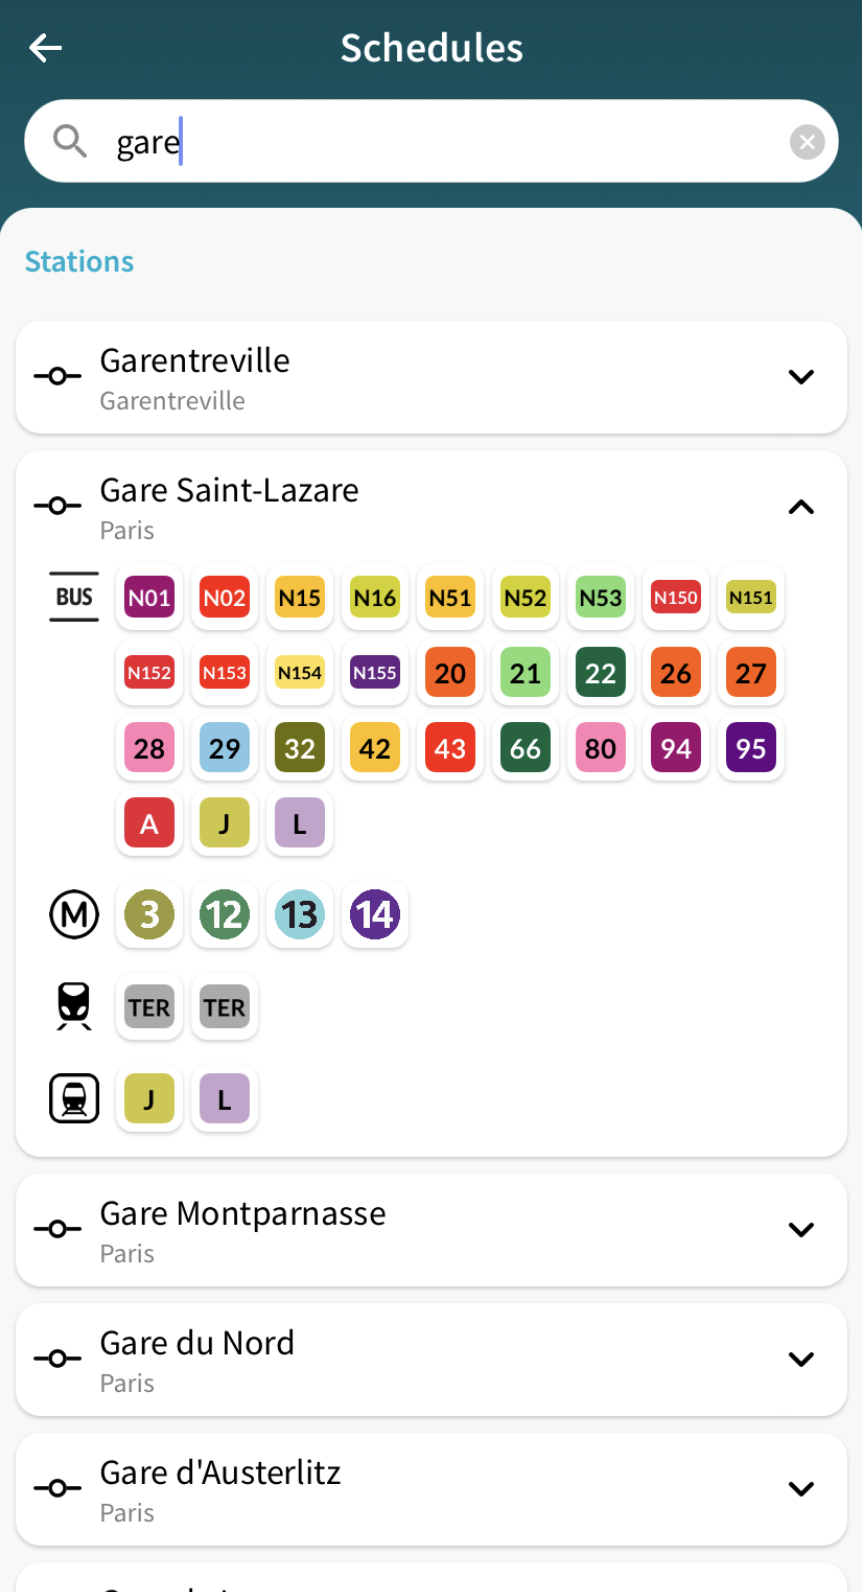 Schedules
gare
Stations
Garentreville
Garentreville
Gare Saint-Lazare
Paris
BUS N01 N02 N15 N16 N51 N52 N53 N150 N151
N152 N153 N154 N155 20 21 22 26 27
28 29 32 42 43 66 80 94 95
A J L
M 3 12 13 14
TER TER
J L
Gare Montparnasse
Paris
Gare du Nord
Paris
Gare d'Austerlitz
Paris